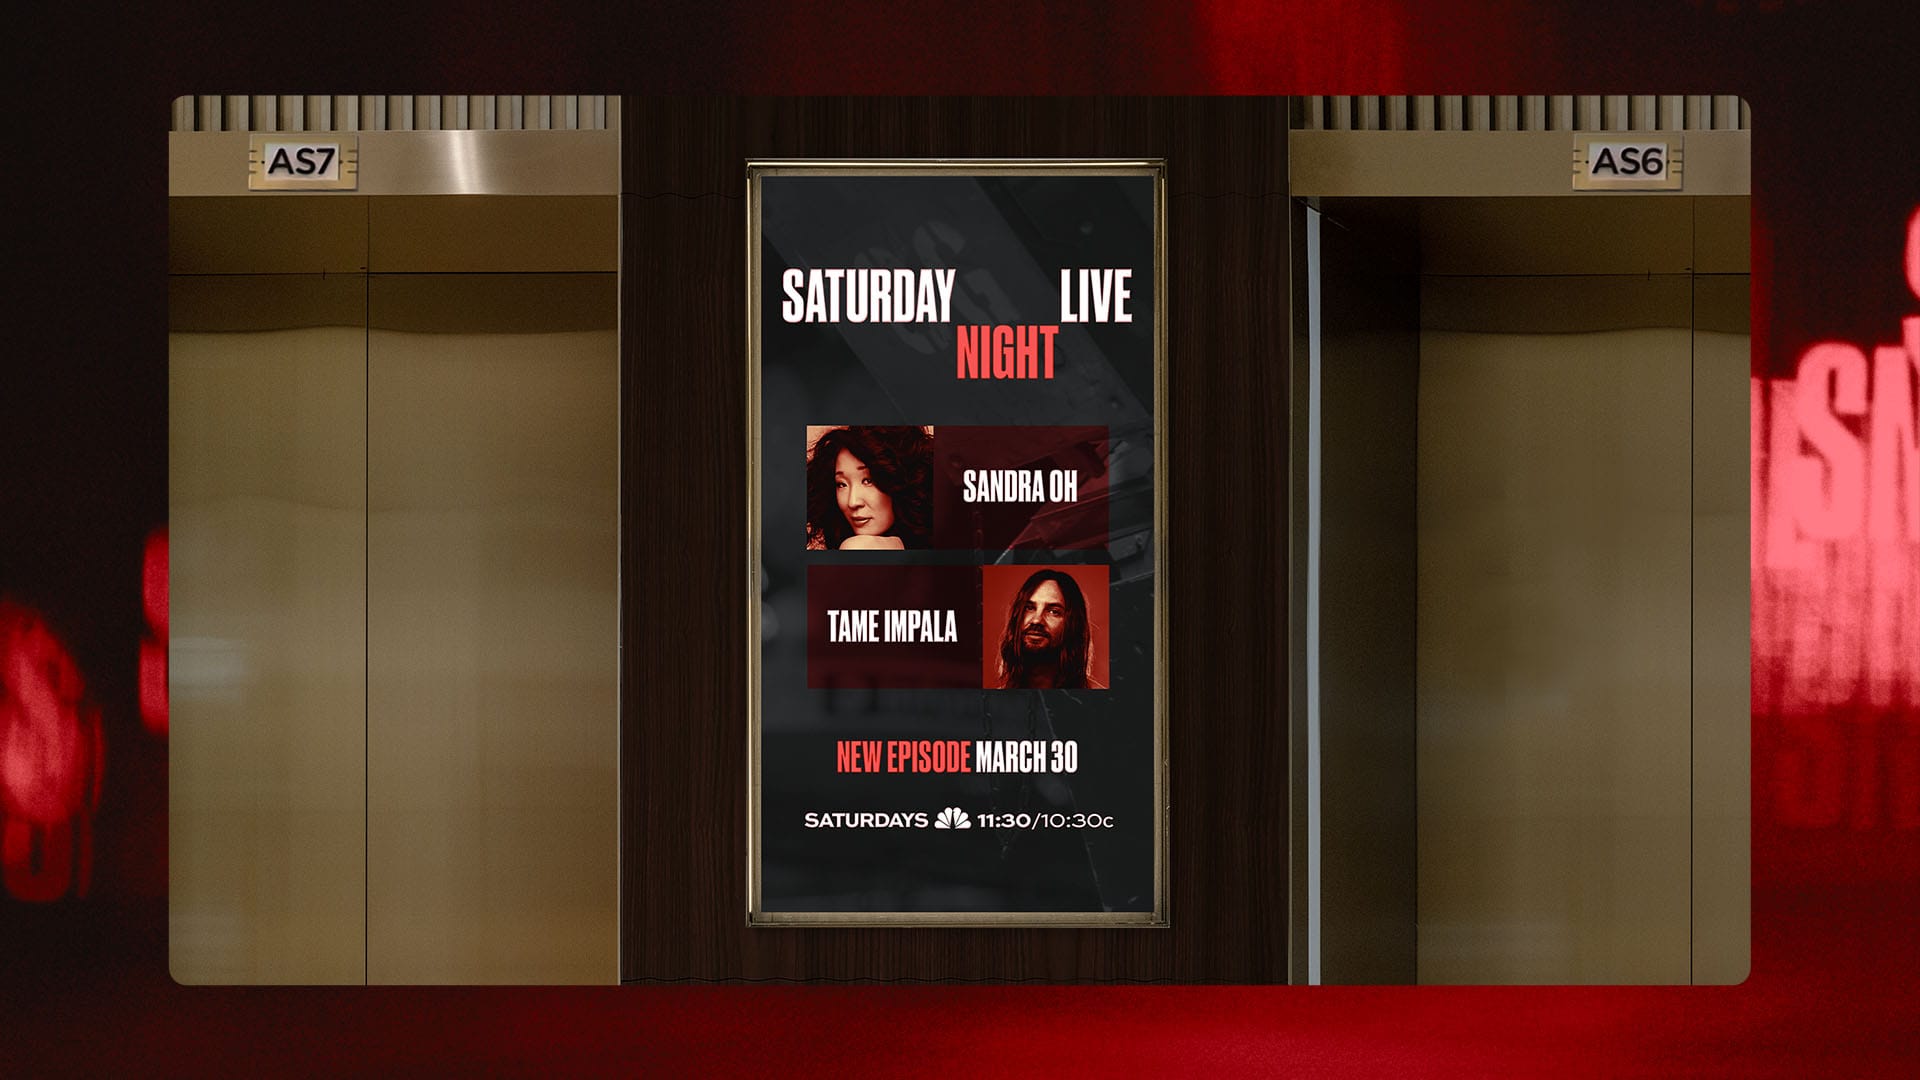 AS7
AS6
SATURDAY LIVE
NIGHT
SANDRA OH
TAME IMPALA
NEW EPISODE MARCH 30
SATURDAYS 11:30/10:30c